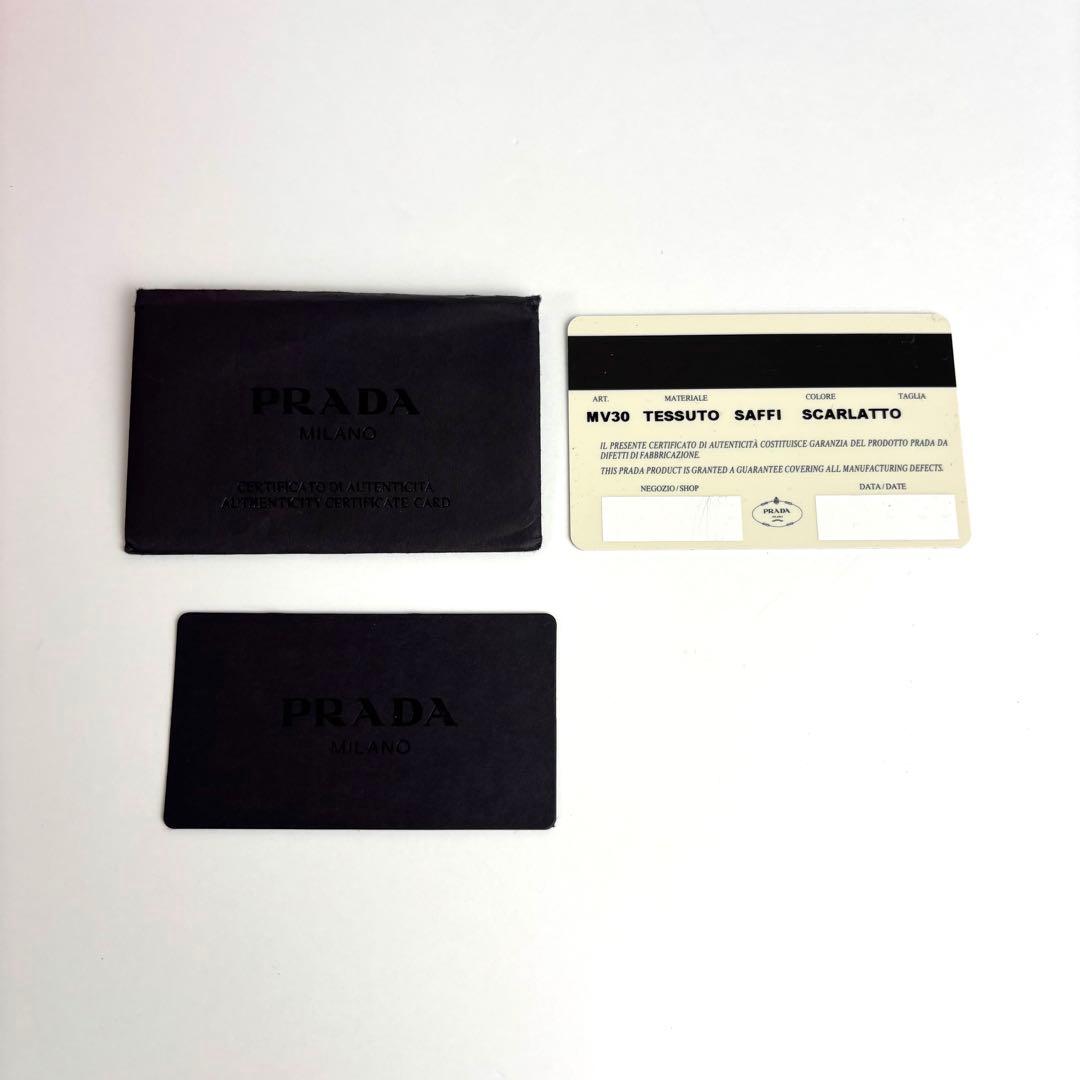 PRADA
MILANO
CERTIFICATO DI AUTENTICITÀ
AUTHENTICITY CERTIFICATE CARD
ART. MATERIALE COLORE TAGLIA
MV30 TESSUTO SAFFI SCARLATTO
IL PRESENTE CERTIFICATO DI AUTENTICITÀ COSTITUISCE GARANZIA DEL PRODOTTO PRADA DA
DIFETTI DI FABBRICAZIONE.
THIS PRADA PRODUCT IS GRANTED A GUARANTEE COVERING ALL MANUFACTURING DEFECTS.
NEGOZIO/SHOP DATA/DATE
PRADA
MILANO
PRADA
MILANO